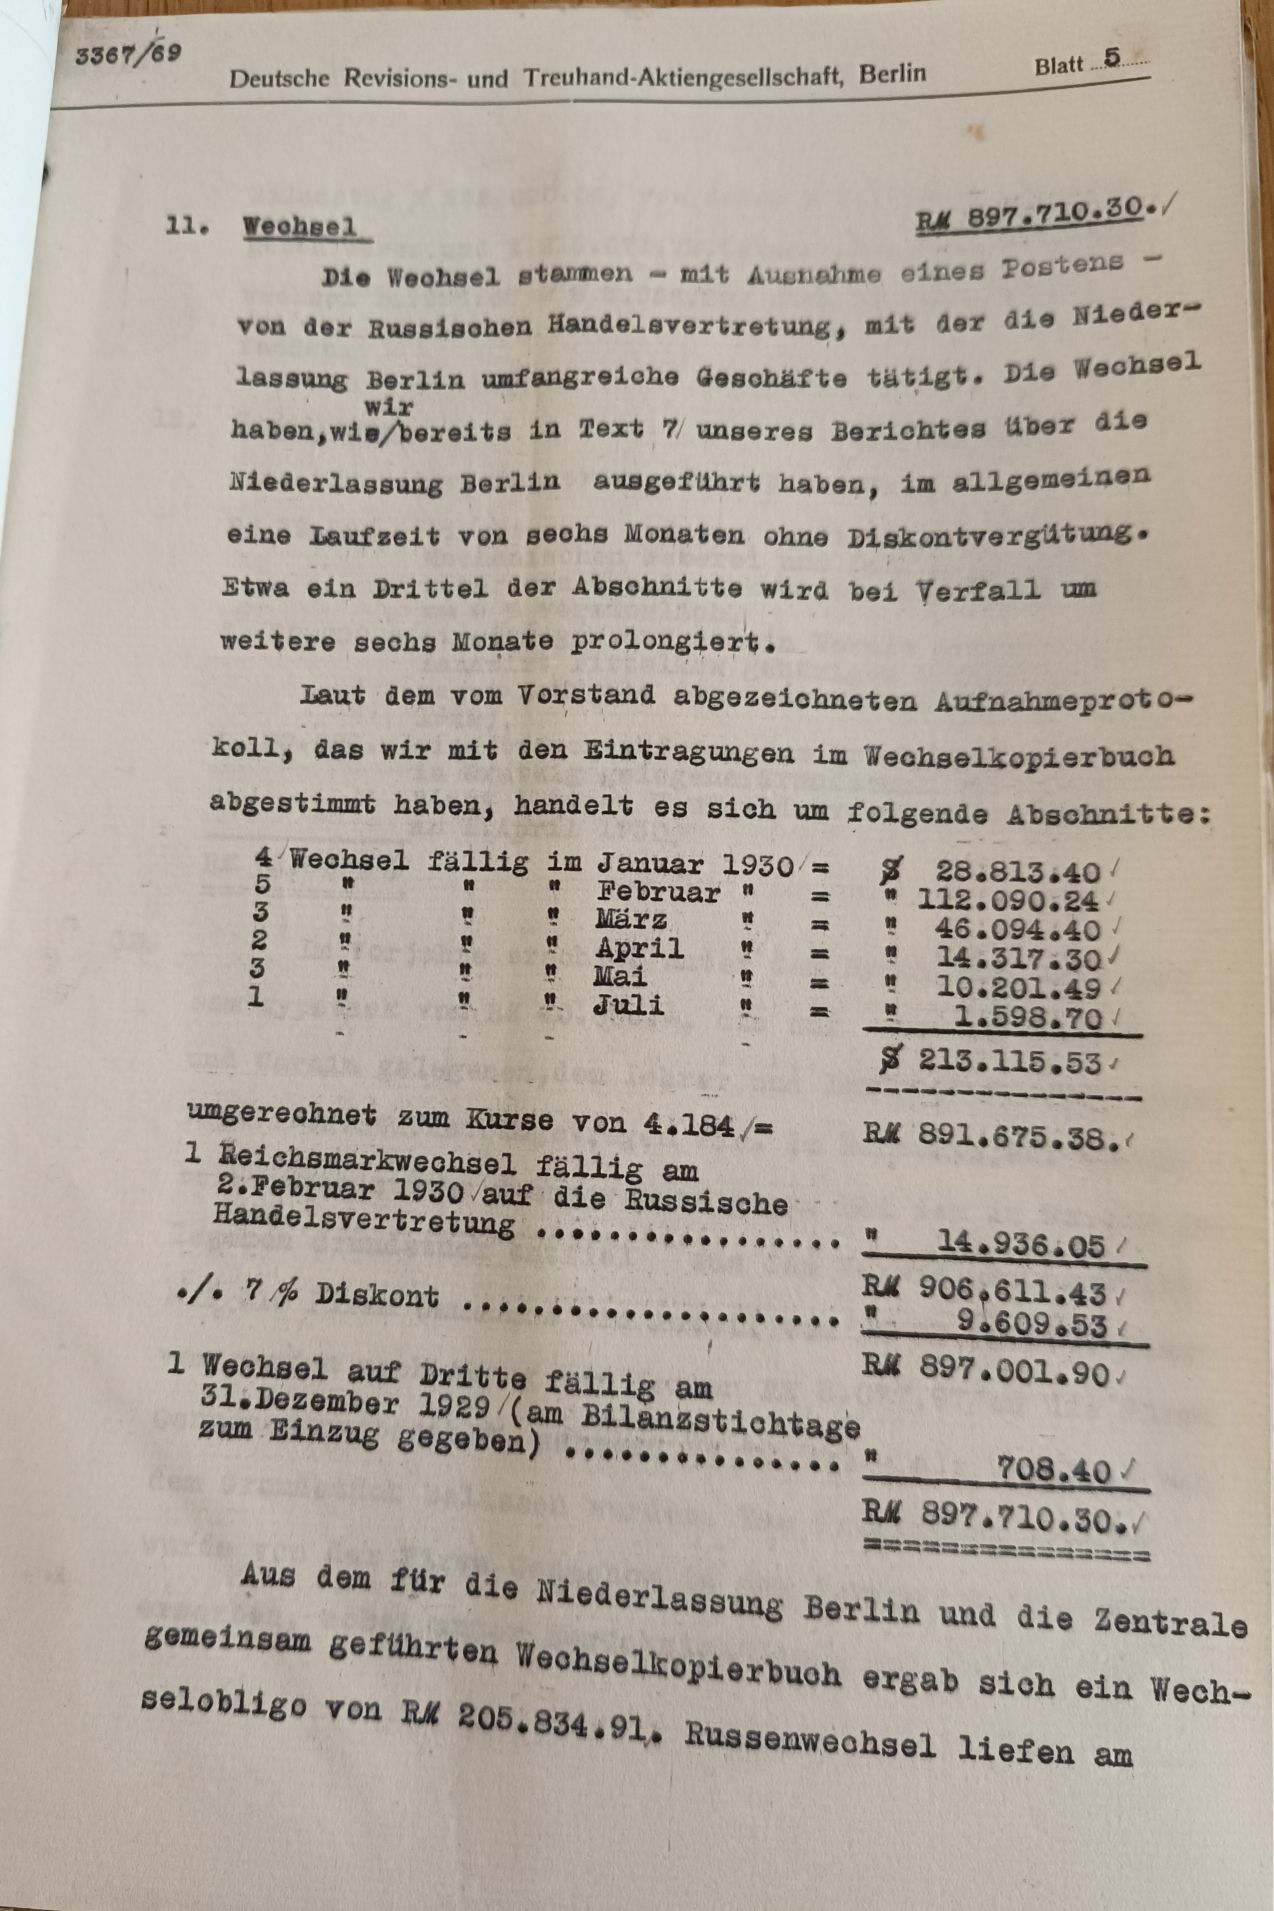 3367/69
Deutsche Revisions- und Treuhand-Aktiengesellschaft, Berlin Blatt 5
11. Wechsel RM 897.710.30.
Die Wechsel stammen - mit Ausnahme eines Postens -
von der Russischen Handelsvertretung, mit der die Nieder-
lassung Berlin umfangreiche Geschäfte tätigt. Die Wechsel
wir
haben,wie/bereits in Text 7 unseres Berichtes über die
Niederlassung Berlin ausgeführt haben, im allgemeinen
eine Laufzeit von sechs Monaten ohne Diskontvergütung.
Etwa ein Drittel der Abschnitte wird bei Verfall um
weitere sechs Monate prolongiert.
Laut dem vom Vorstand abgezeichneten Aufnahmeproto-
koll, das wir mit den Eintragungen im Wechselkopierbuch
abgestimmt haben, handelt es sich um folgende Abschnitte:
4 Wechsel fällig im Januar 1930 = $ 28.813.40
5 " " " Februar " = " 112.090.24
3 " " " März " = " 46.094.40
2 " " " April " = " 14.317.30
3 " " " Mai " = " 10.201.49
1 " " " Juli " = " 1.598.70
$ 213.115.53
umgerechnet zum Kurse von 4.184 = RM 891.675.38.
1 Reichsmarkwechsel fällig am
2.Februar 1930 auf die Russische
Handelsvertretung ................. " 14.936.05
RM 906.611.43
./. 7 % Diskont ..................... " 9.609.53
RM 897.001.90
1 Wechsel auf Dritte fällig am
31.Dezember 1929 (am Bilanzstichtage
zum Einzug gegeben) ............... " 708.40
RM 897.710.30.
===============
Aus dem für die Niederlassung Berlin und die Zentrale
gemeinsam geführten Wechselkopierbuch ergab sich ein Wech-
selobligo von RM 205.834.91. Russenwechsel liefen am